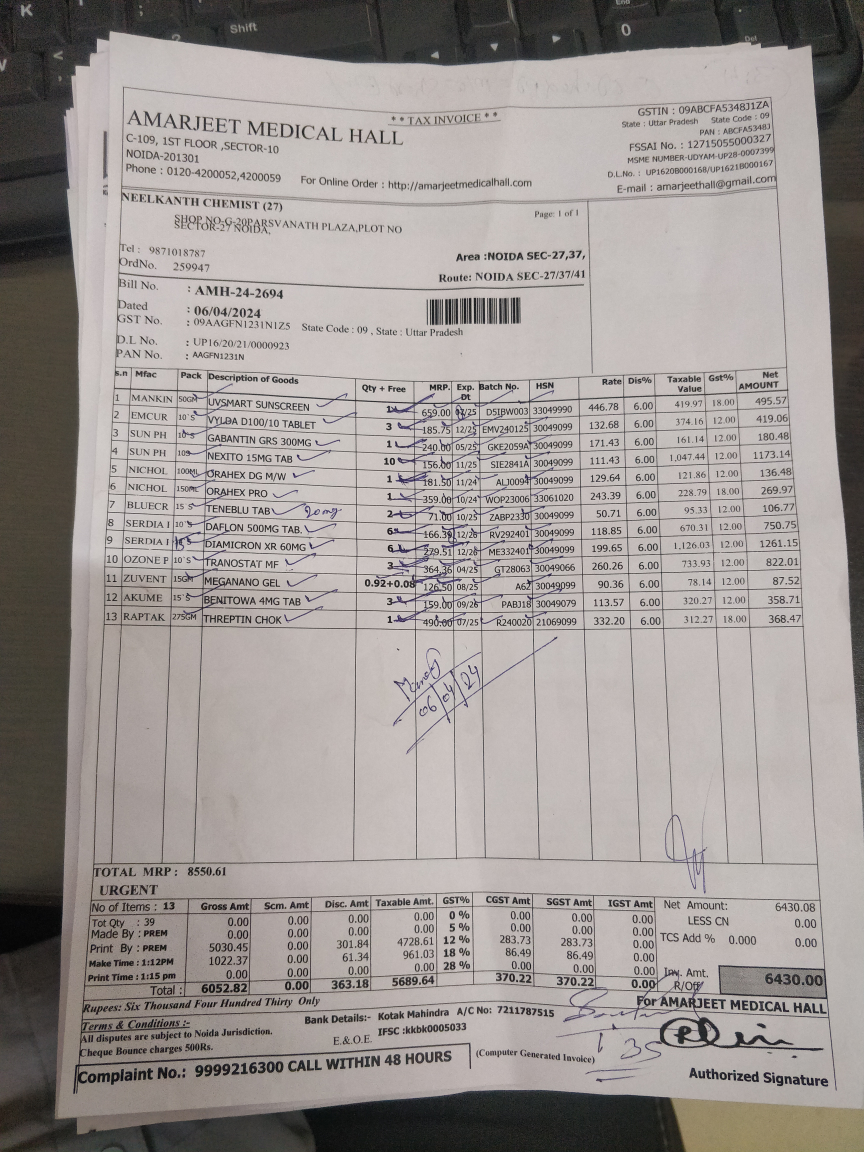 K
Shift
End
0
Del
** TAX INVOICE **
AMARJEET MEDICAL HALL
C-109, 1ST FLOOR ,SECTOR-10
NOIDA-201301
Phone : 0120-4200052,4200059 For Online Order : http://amarjeetmedicalhall.com
GSTIN : 09ABCFA5348J1ZA
State : Uttar Pradesh State Code : 09
PAN : ABCFA5348J
FSSAI No. : 12715055000327
MSME NUMBER-UDYAM-UP28-0007399
D.L.No. : UP1620B000168/UP1621B000167
E-mail : amarjeethall@gmail.com
NEELKANTH CHEMIST (27)
Page: 1 of 1
SHOP NO-G-20PARSVANATH PLAZA,PLOT NO
SECTOR-27 NOIDA,
Tel : 9871018787
OrdNo. 259947
Area :NOIDA SEC-27,37,
Route: NOIDA SEC-27/37/41
Bill No. : AMH-24-2694
Dated : 06/04/2024
GST No. : 09AAGFN1231N1Z5 State Code : 09 , State : Uttar Pradesh
D.L No. : UP16/20/21/0000923
PAN No. : AAGFN1231N
s.n Mfac Pack Description of Goods Qty + Free MRP. Exp. Dt Batch No. HSN Rate Dis% Taxable Value Gst% Net AMOUNT
1 MANKIN 50GM UVSMART SUNSCREEN 1 659.00 D5IBW003 33049990 446.78 6.00 419.97 18.00 495.57
2 EMCUR 10`S VYLDA D100/10 TABLET 3 185.75 12/25 EMV240125 30049099 132.68 6.00 374.16 12.00 419.06
3 SUN PH 10`S GABANTIN GRS 300MG 1 240.00 05/25 GKE2059A 30049099 171.43 6.00 161.14 12.00 180.48
4 SUN PH 10S NEXITO 15MG TAB 10 156.00 11/25 SIE2841A 30049099 111.43 6.00 1,047.44 12.00 1173.14
5 NICHOL 100ML ORAHEX DG M/W 1 181.50 11/24 ALJ0094 30049099 129.64 6.00 121.86 12.00 136.48
6 NICHOL 150ML ORAHEX PRO 1 359.00 10/24 WOP23006 33061020 243.39 6.00 228.79 18.00 269.97
7 BLUECR 15 S TENEBLU TAB 20mg 2 71.00 10/25 ZABP2330 30049099 50.71 6.00 95.33 12.00 106.77
8 SERDIA I 10`S DAFLON 500MG TAB. 6 166.39 12/26 RV292401 30049099 118.85 6.00 670.31 12.00 750.75
9 SERDIA I 15`S DIAMICRON XR 60MG 6 279.51 12/26 ME332401 30049099 199.65 6.00 1,126.03 12.00 1261.15
10 OZONE P 10`S TRANOSTAT MF 3 364.36 04/25 GT28063 30049066 260.26 6.00 733.93 12.00 822.01
11 ZUVENT 15GM MEGANANO GEL 0.92+0.08 126.50 08/25 A62 30049099 90.36 6.00 78.14 12.00 87.52
12 AKUME 15`S BENITOWA 4MG TAB 3 159.00 09/26 PABJ18 30049079 113.57 6.00 320.27 12.00 358.71
13 RAPTAK 275GM THREPTIN CHOK 1 490.00 07/25 R240020 21069099 332.20 6.00 312.27 18.00 368.47
06/04/24
TOTAL MRP : 8550.61
URGENT
No of Items : 13 Gross Amt Scm. Amt Disc. Amt Taxable Amt. GST% CGST Amt SGST Amt IGST Amt
Tot Qty : 39 0.00 0.00 0.00 0.00 0 % 0.00 0.00 0.00
Made By : PREM 0.00 0.00 0.00 0.00 5 % 0.00 0.00 0.00
Print By : PREM 5030.45 0.00 301.84 4728.61 12 % 283.73 283.73 0.00
Make Time : 1:12PM 1022.37 0.00 61.34 961.03 18 % 86.49 86.49 0.00
Print Time : 1:15 pm 0.00 0.00 0.00 0.00 28 % 0.00 0.00 0.00
Total : 6052.82 0.00 363.18 5689.64 370.22 370.22 0.00
Net Amount: 6430.08
LESS CN 0.00
TCS Add % 0.000 0.00
Inv. Amt. R/Off 6430.00
Rupees: Six Thousand Four Hundred Thirty Only
For AMARJEET MEDICAL HALL
Terms & Conditions :-
All disputes are subject to Noida Jurisdiction.
Cheque Bounce charges 500Rs.
Bank Details:- Kotak Mahindra A/C No: 7211787515
IFSC :kkbk0005033
E.& O.E
(Computer Generated Invoice)
Complaint No.: 9999216300 CALL WITHIN 48 HOURS
Authorized Signature